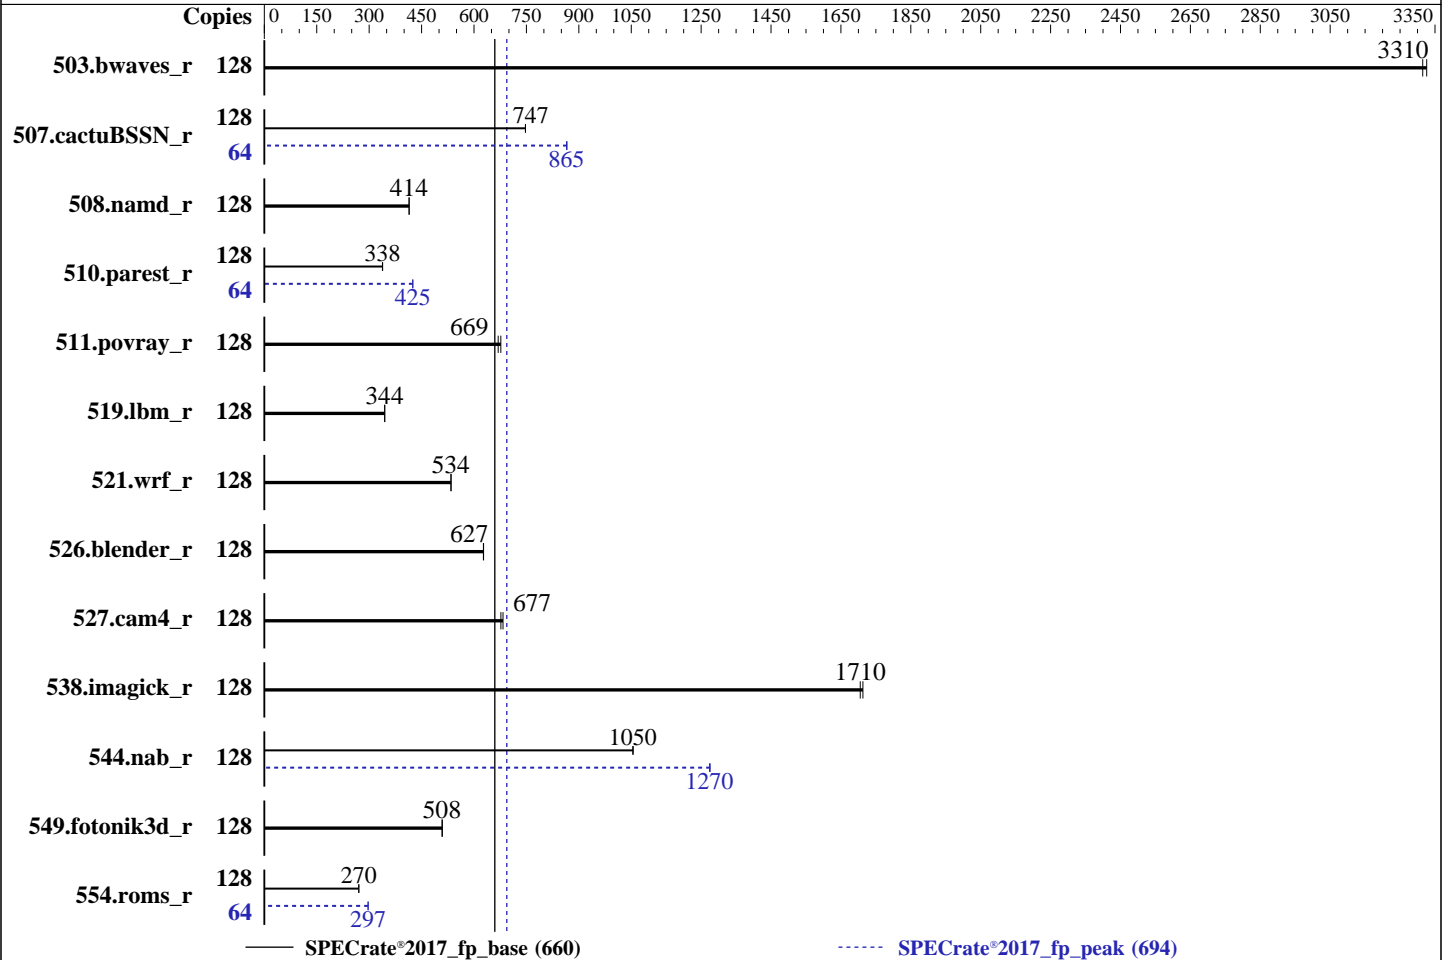 Copies 0 150 300 450 600 750 900 1050 1250 1450 1650 1850 2050 2250 2450 2650 2850 3050 3350
503.bwaves_r 128 3310
507.cactuBSSN_r 128 747
64 865
508.namd_r 128 414
510.parest_r 128 338
64 425
511.povray_r 128 669
519.lbm_r 128 344
521.wrf_r 128 534
526.blender_r 128 627
527.cam4_r 128 677
538.imagick_r 128 1710
544.nab_r 128 1050
1270
549.fotonik3d_r 128 508
554.roms_r 128 270
64 297
SPECrate®2017_fp_base (660) SPECrate®2017_fp_peak (694)